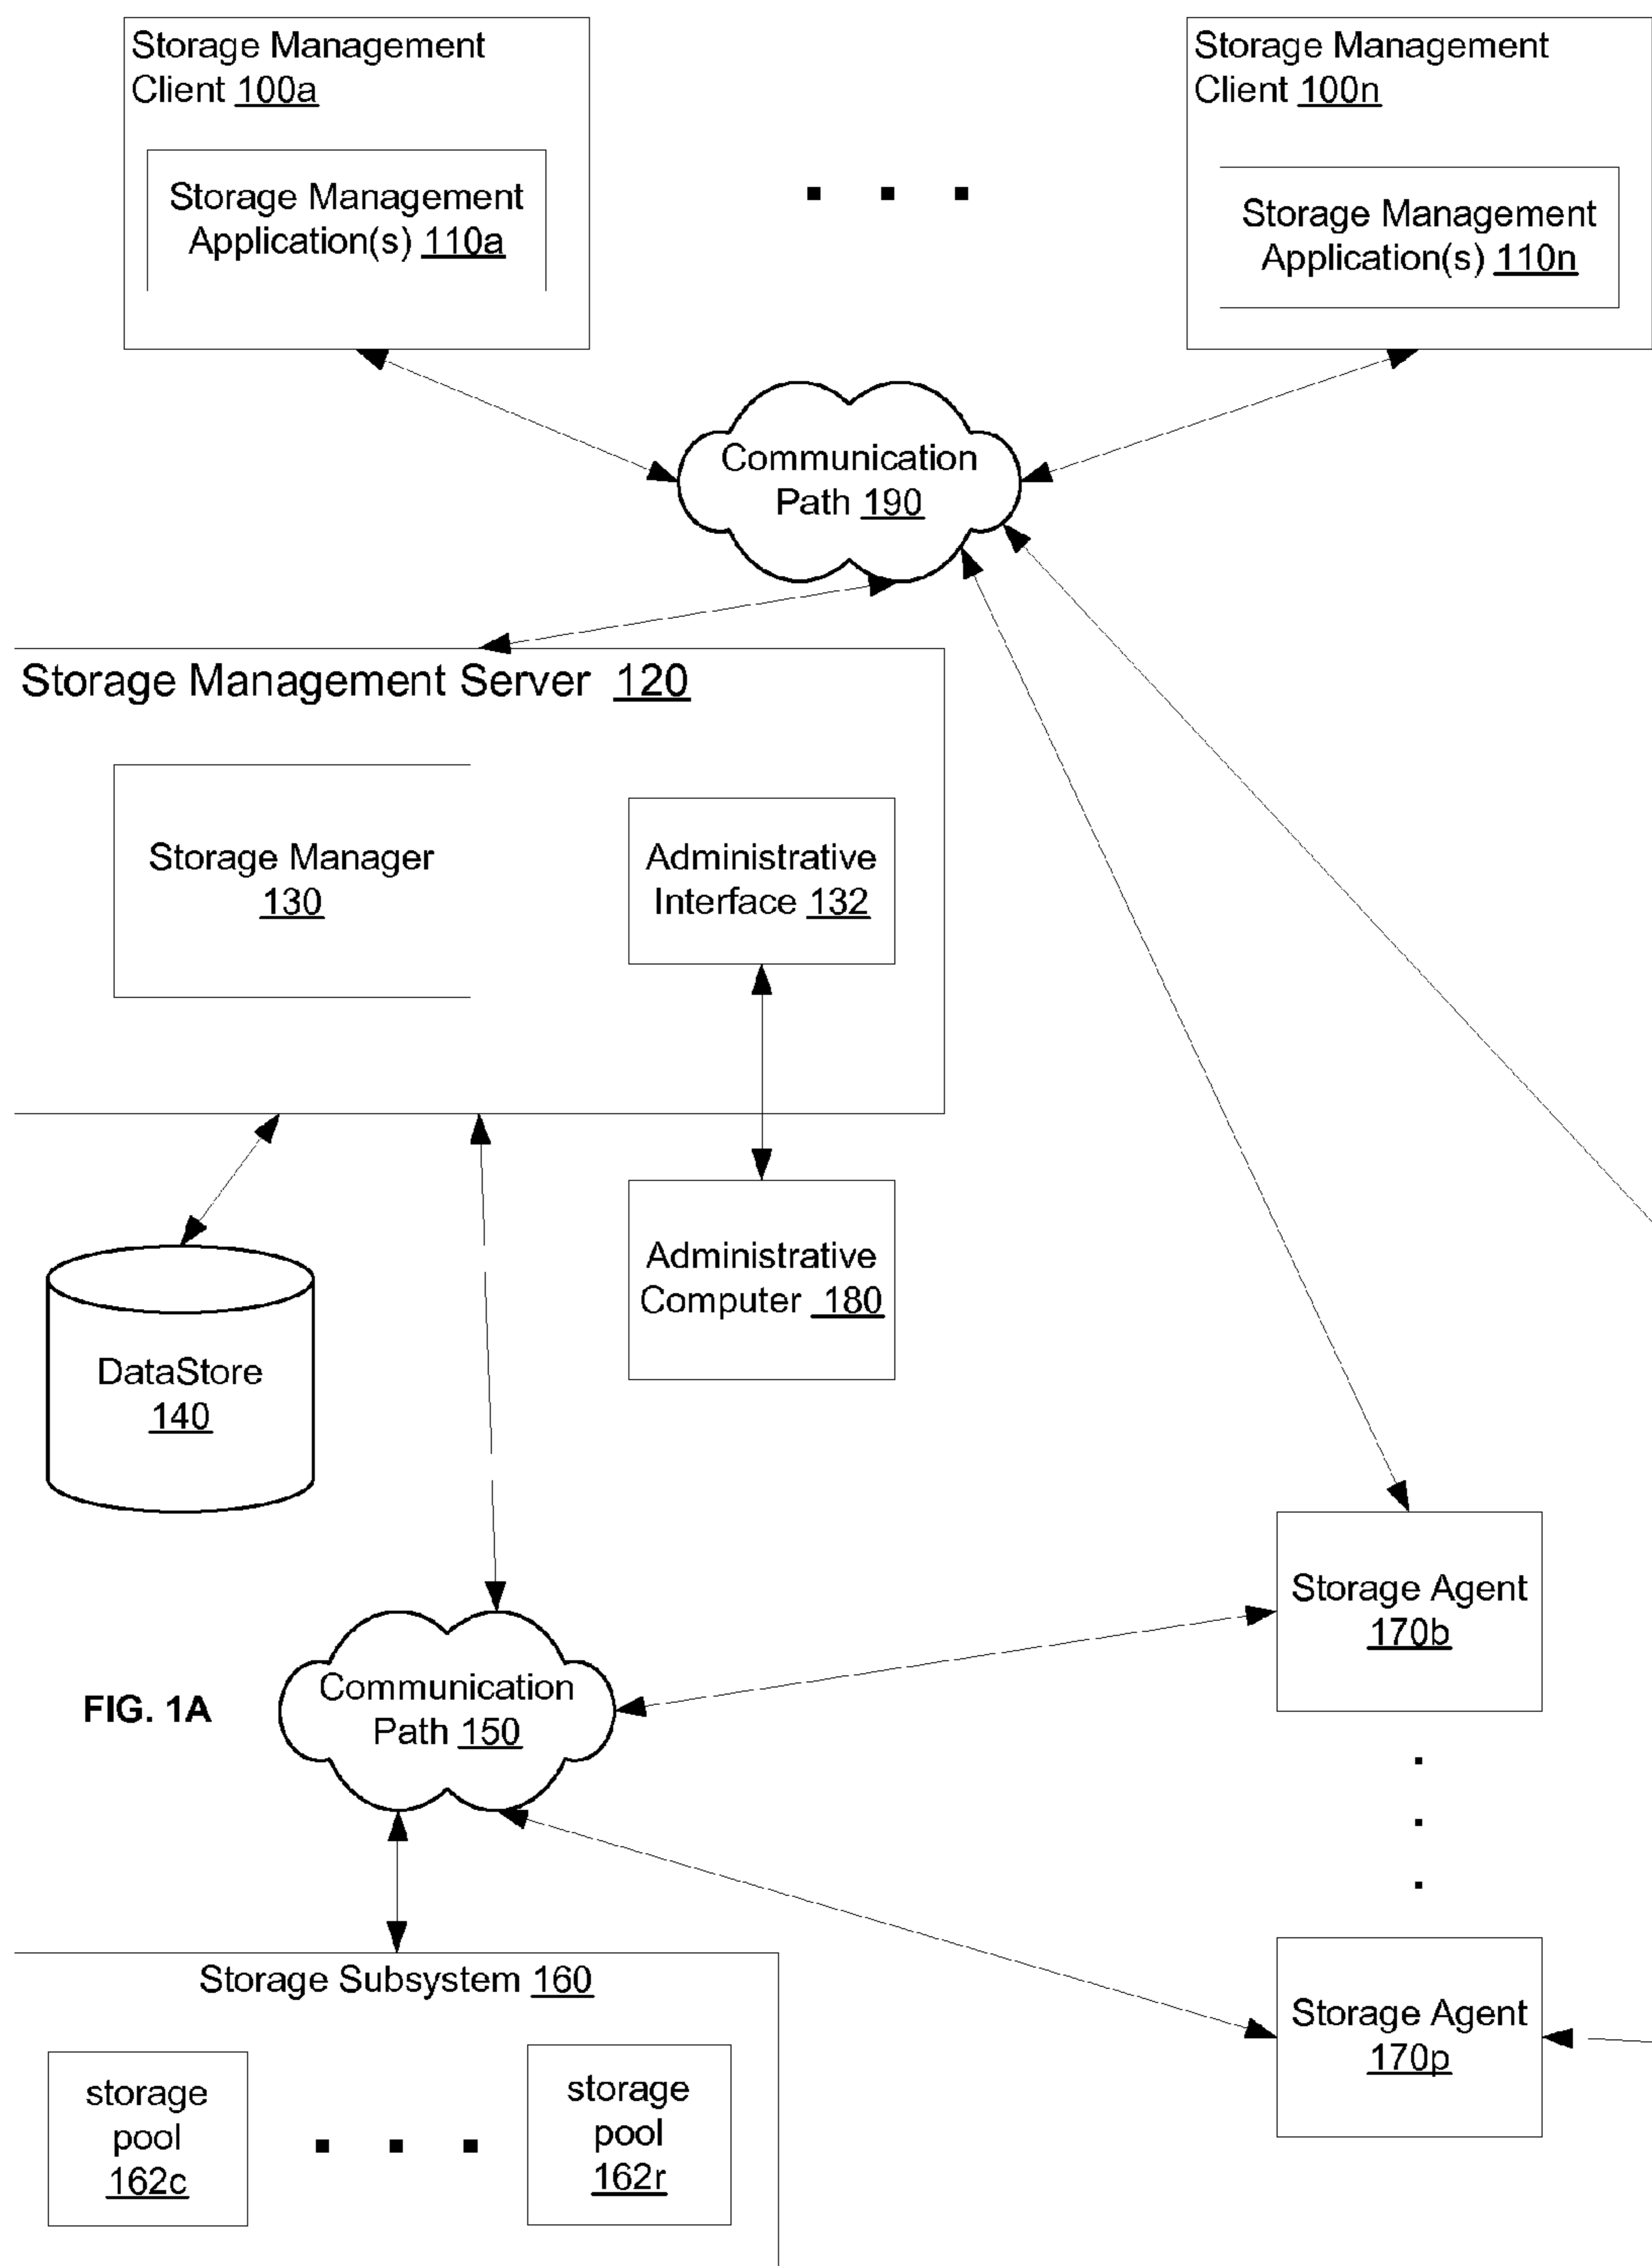 Storage Management
Client 100a
Storage Management
Application(s) 110a
Storage Management
Client 100n
Storage Management
Application(s) 110n
Communication
Path 190
Storage Management Server 120
Storage Manager
130
Administrative
Interface 132
Administrative
Computer 180
DataStore
140
Storage Agent
170b
Communication
Path 150
FIG. 1A
Storage Subsystem 160
storage
pool
162c
storage
pool
162r
Storage Agent
170p